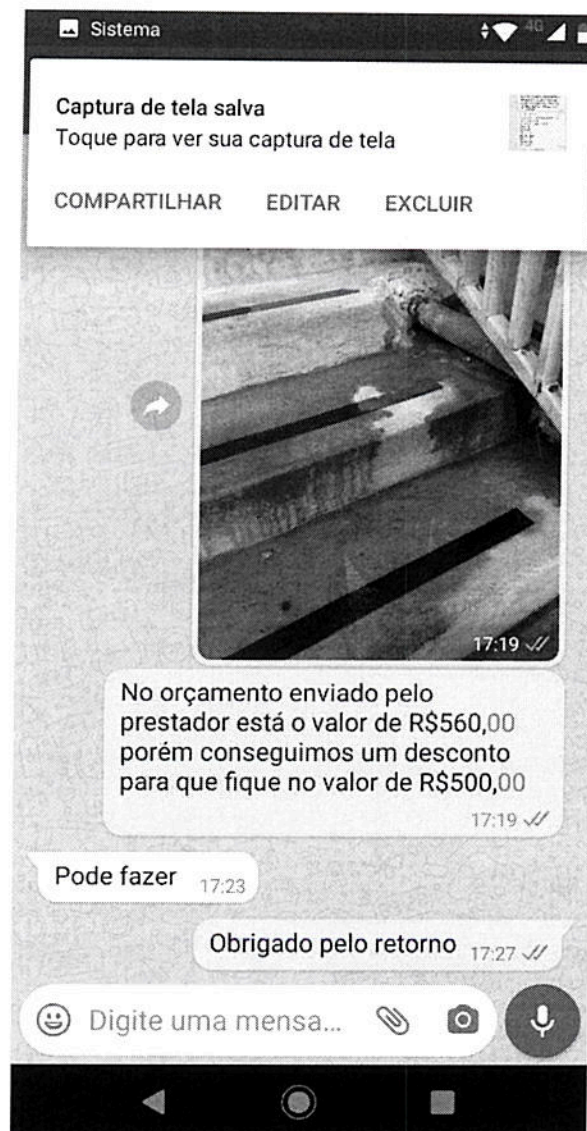 Sistema
4G
Captura de tela salva
Toque para ver sua captura de tela
COMPARTILHAR EDITAR EXCLUIR
17:19
No orçamento enviado pelo
prestador está o valor de R$560,00
porém conseguimos um desconto
para que fique no valor de R$500,00
17:19
Pode fazer 17:23
Obrigado pelo retorno 17:27
Digite uma mensa...